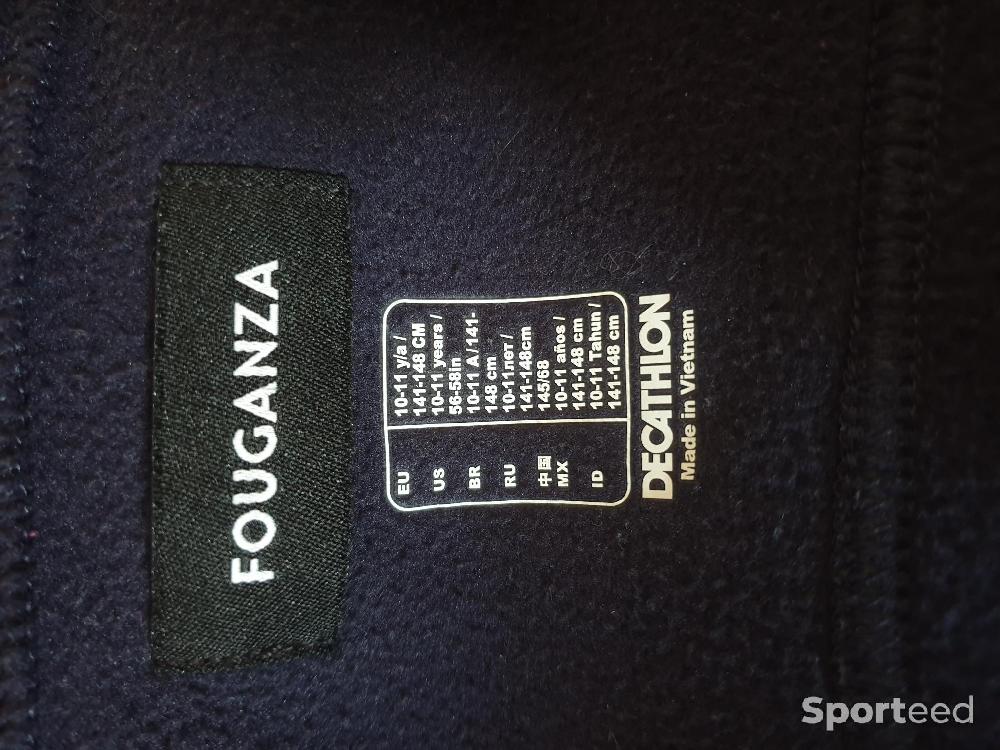 FOUGANZA
EU 10-11 y/a /
141-148 CM
US 10-11 years /
56-58in
BR 10-11 A / 141-
148 cm
RU 10-11лет /
141-148cm
中国 145/68
MX 10-11 años /
141-148 cm
ID 10-11 Tahun /
141-148 cm
DECATHLON
Made in Vietnam
Sporteed